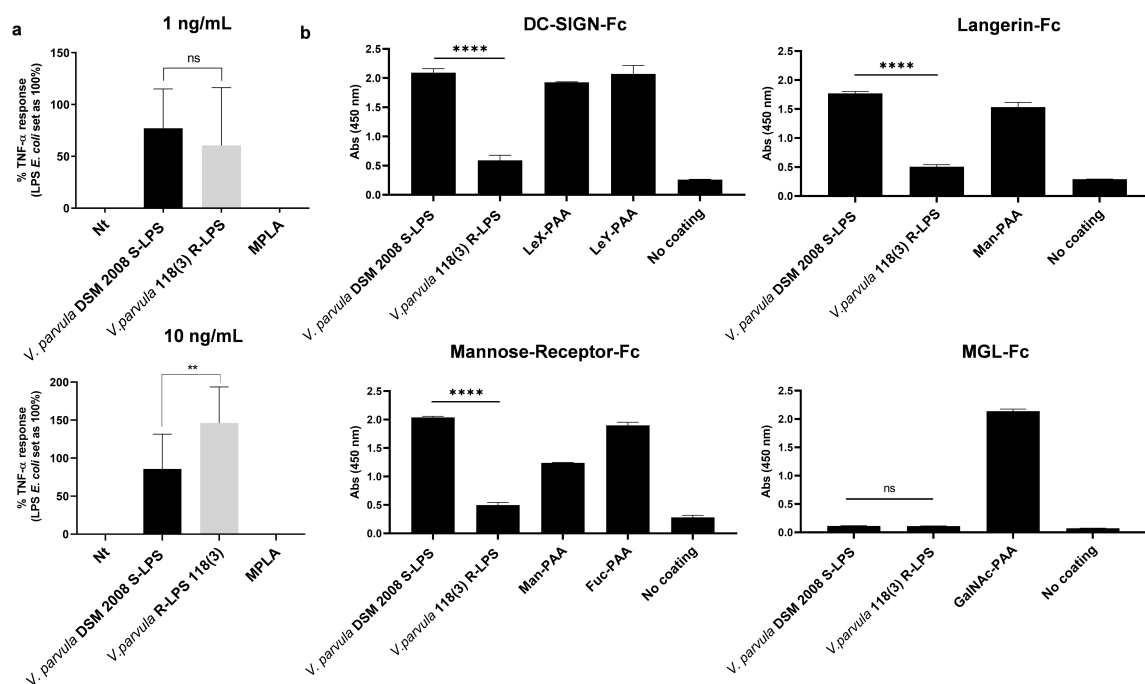 a
1 ng/mL
% TNF-α response
(LPS E. coli set as 100%)
150
100
50
0
ns
Nt
V. parvula DSM 2008 S-LPS
V.parvula 118(3) R-LPS
MPLA
10 ng/mL
% TNF-α response
(LPS E. coli set as 100%)
200
150
100
50
0
**
Nt
V. parvula DSM 2008 S-LPS
V.parvula R-LPS 118(3)
MPLA
b
DC-SIGN-Fc
Abs (450 nm)
2.5
2.0
1.5
1.0
0.5
0.0
****
V. parvula DSM 2008 S-LPS
V.parvula 118(3) R-LPS
LeX-PAA
LeY-PAA
No coating
Langerin-Fc
Abs (450 nm)
2.5
2.0
1.5
1.0
0.5
0.0
****
V. parvula DSM 2008 S-LPS
V.parvula 118(3) R-LPS
Man-PAA
No coating
Mannose-Receptor-Fc
Abs (450 nm)
2.5
2.0
1.5
1.0
0.5
0.0
****
V. parvula DSM 2008 S-LPS
V.parvula 118(3) R-LPS
Man-PAA
Fuc-PAA
No coating
MGL-Fc
Abs (450 nm)
2.5
2.0
1.5
1.0
0.5
0.0
ns
V. parvula DSM 2008 S-LPS
V.parvula 118(3) R-LPS
GalNAc-PAA
No coating